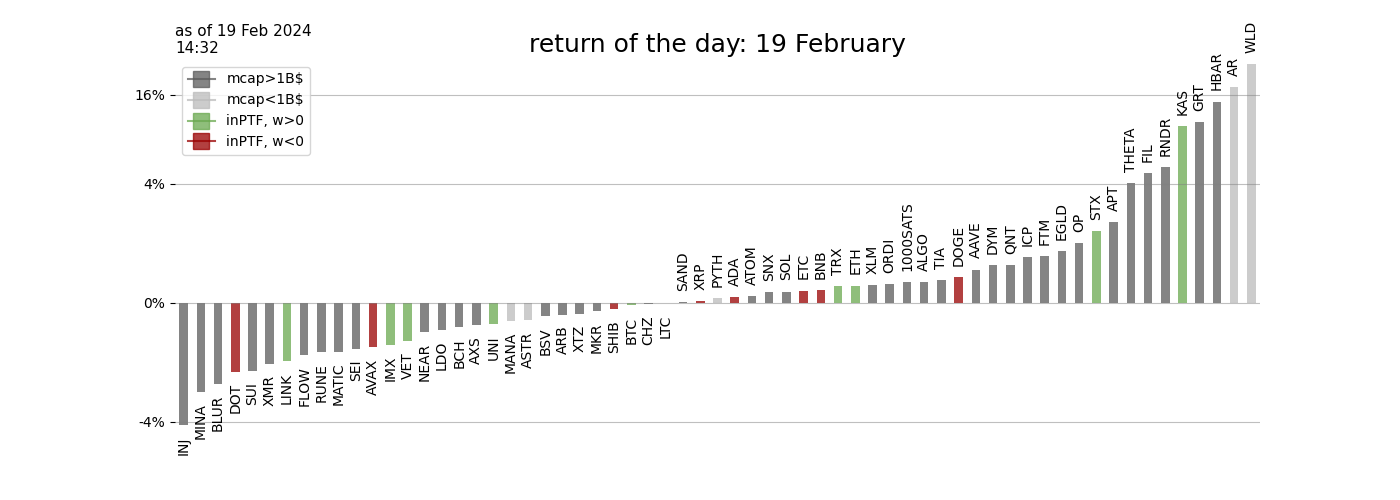 as of 19 Feb 2024
14:32
return of the day: 19 February
mcap>1B$
mcap<1B$
inPTF, w>0
inPTF, w<0
16%
4%
0%
-4%
INJ
MINA
BLUR
DOT
SUI
XMR
LINK
FLOW
RUNE
MATIC
SEI
AVAX
IMX
VET
NEAR
LDO
BCH
AXS
UNI
MANA
ASTR
BSV
ARB
XTZ
MKR
SHIB
BTC
CHZ
LTC
SAND
XRP
PYTH
ADA
ATOM
SNX
SOL
ETC
BNB
TRX
ETH
XLM
ORDI
1000SATS
ALGO
TIA
DOGE
AAVE
DYM
QNT
ICP
FTM
EGLD
OP
STX
APT
THETA
FIL
RNDR
KAS
GRT
HBAR
AR
WLD